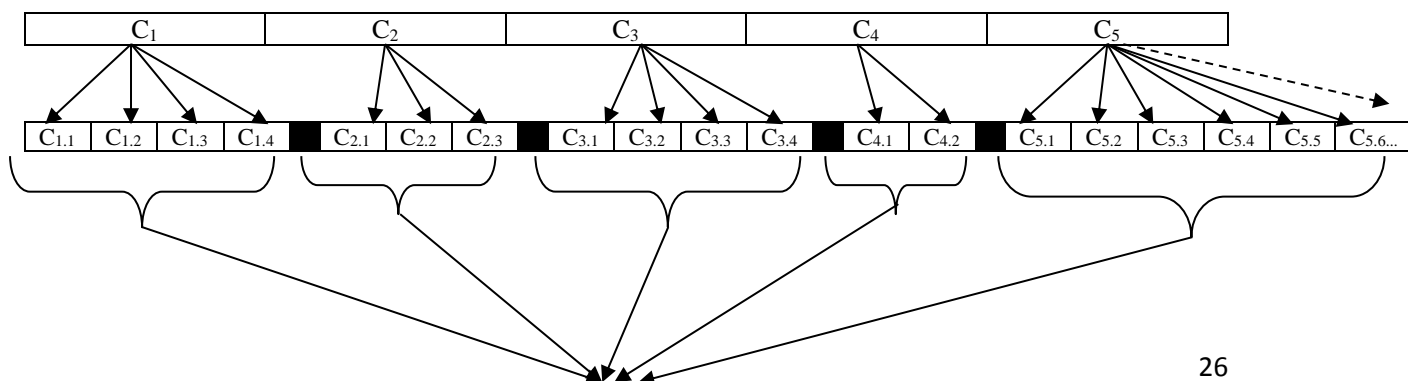 C₁ C₂ C₃ C₄ C₅
C₁.₁ C₁.₂ C₁.₃ C₁.₄ C₂.₁ C₂.₂ C₂.₃ C₃.₁ C₃.₂ C₃.₃ C₃.₄ C₄.₁ C₄.₂ C₅.₁ C₅.₂ C₅.₃ C₅.₄ C₅.₅ C₅.₆...
26